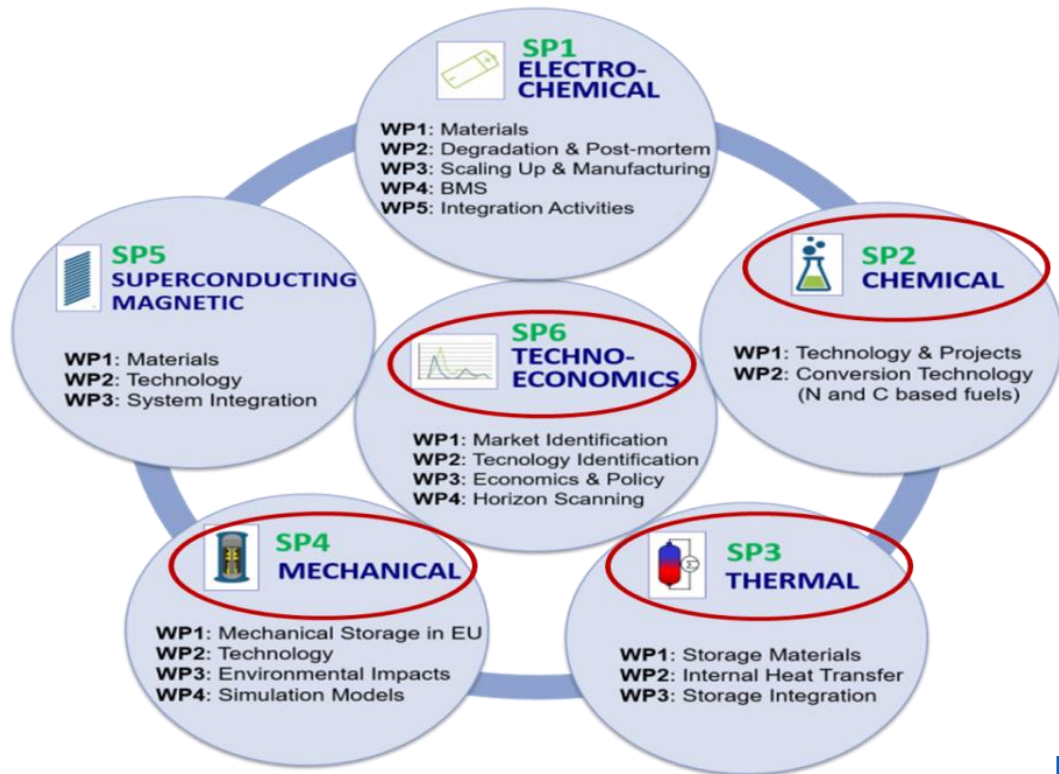 SP1
ELECTRO-
CHEMICAL
WP1: Materials
WP2: Degradation & Post-mortem
WP3: Scaling Up & Manufacturing
WP4: BMS
WP5: Integration Activities
SP5
SUPERCONDUCTING
MAGNETIC
WP1: Materials
WP2: Technology
WP3: System Integration
SP2
CHEMICAL
WP1: Technology & Projects
WP2: Conversion Technology
(N and C based fuels)
SP6
TECHNO-
ECONOMICS
WP1: Market Identification
WP2: Tecnology Identification
WP3: Economics & Policy
WP4: Horizon Scanning
SP4
MECHANICAL
WP1: Mechanical Storage in EU
WP2: Technology
WP3: Environmental Impacts
WP4: Simulation Models
SP3
THERMAL
WP1: Storage Materials
WP2: Internal Heat Transfer
WP3: Storage Integration